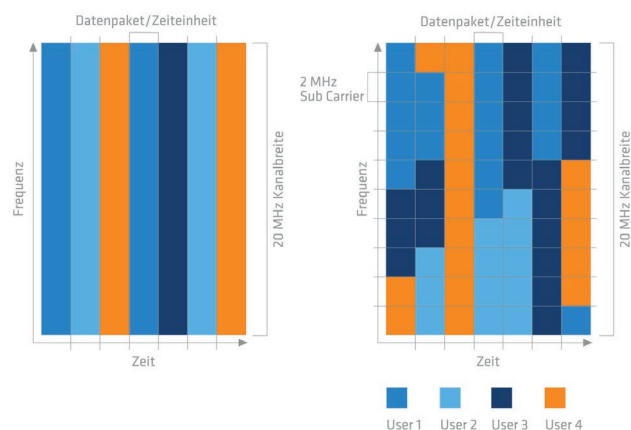 Datenpaket/Zeiteinheit
Frequenz
20 MHz Kanalbreite
Zeit
Datenpaket/Zeiteinheit
2 MHz
Sub Carrier
Frequenz
20 MHz Kanalbreite
Zeit
User 1
User 2
User 3
User 4